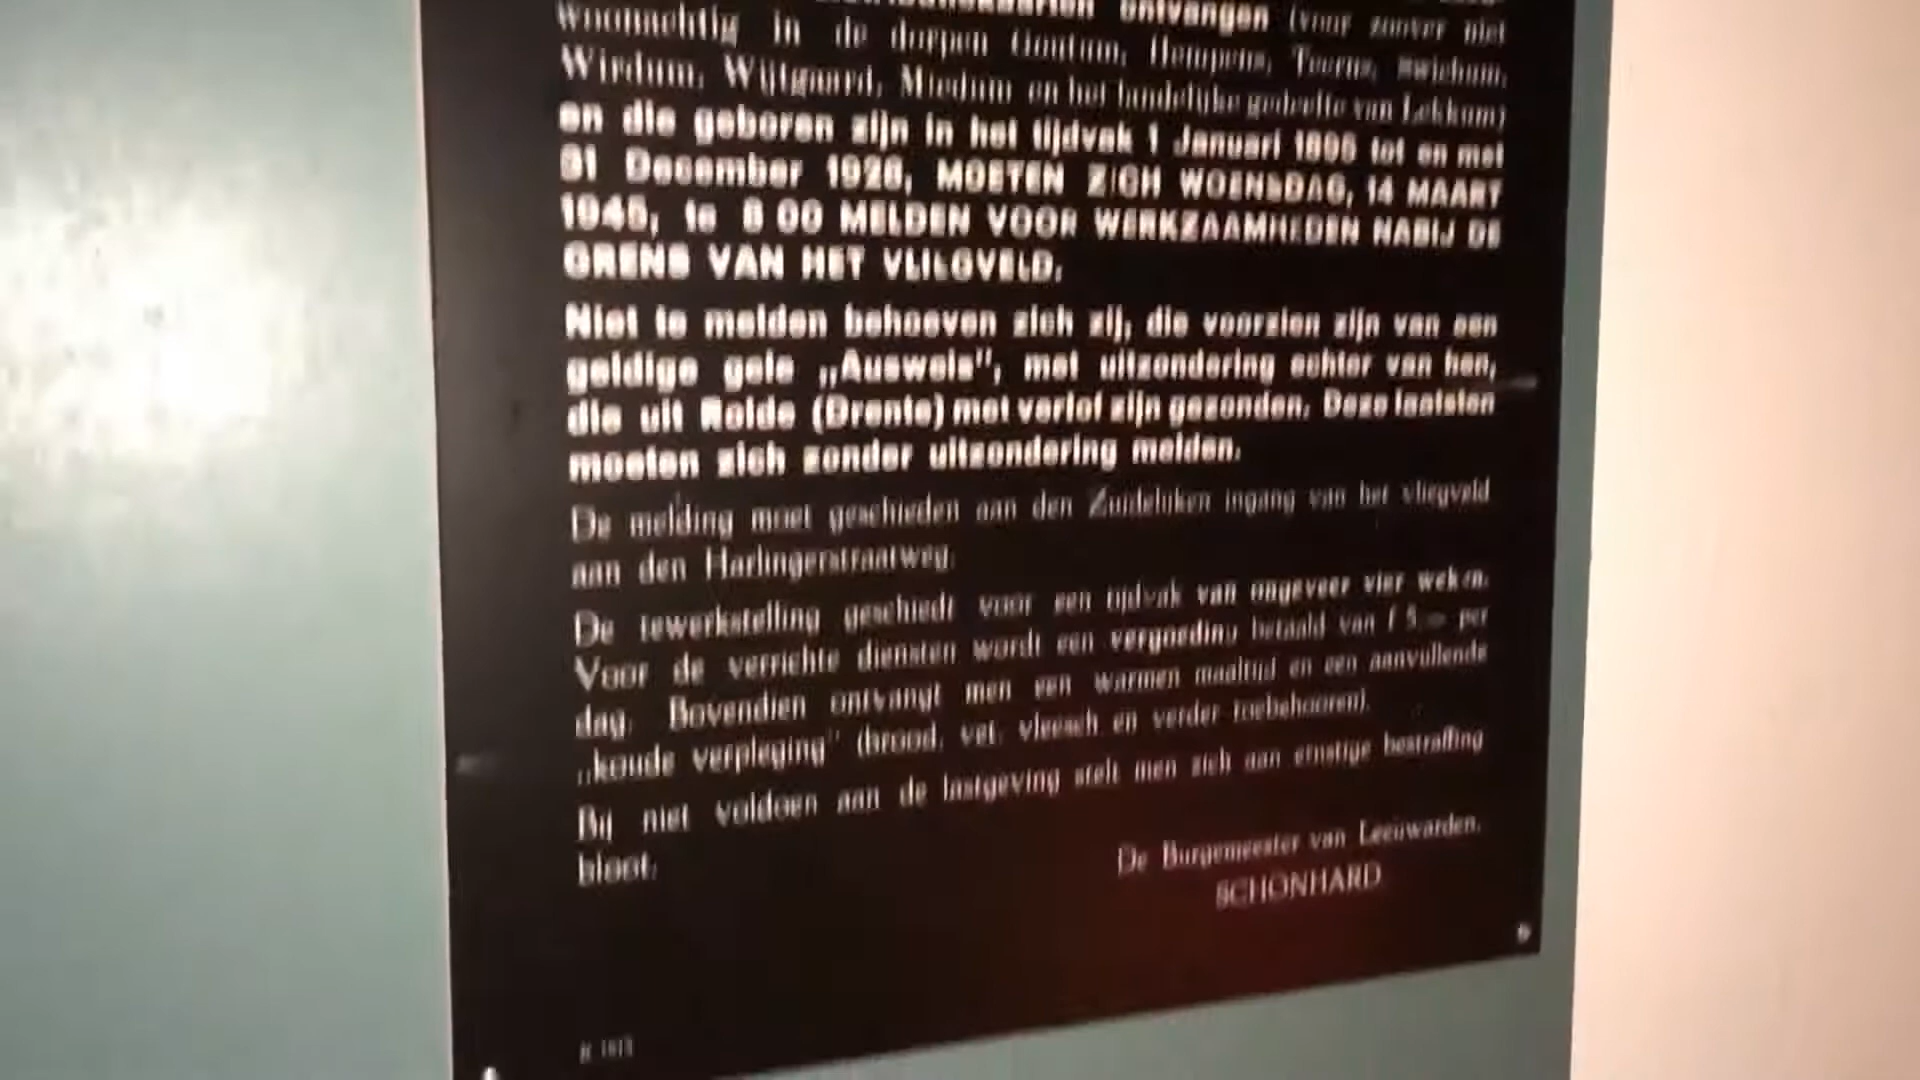 ontvangen (voor zoover niet
woonachtig in de dorpen Goutum, Hempens, Teerns, Swichum,
Wirdum, Wijtgaard, Miedum en het landelijke gedeelte van Lekkum)
en die geboren zijn in het tijdvak 1 Januari 1895 tot en met
31 December 1928, MOETEN ZICH WOENSDAG, 14 MAART
1945, te 8 00 MELDEN VOOR WERKZAAMHEDEN NABIJ DE
GRENS VAN HET VLIEGVELD.
Niet te melden behoeven zich zij, die voorzien zijn van een
geldige gele „Ausweis", met uitzondering echter van hen,
die uit Rolde (Drente) met verlof zijn gezonden. Deze laatsten
moeten zich zonder uitzondering melden.
De melding moet geschieden aan den Zuidelijken ingang van het vliegveld
aan den Harlingerstraatweg.
De tewerkstelling geschiedt voor een tijdvak van ongeveer vier weken.
Voor de verrichte diensten wordt een vergoeding betaald van f 5.— per
dag. Bovendien ontvangt men een warmen maaltijd en een aanvullende
„koude verpleging" (brood, vet, vleesch en verder toebehooren).
Bij niet voldoen aan de lastgeving stelt men zich aan ernstige bestraffing
bloot.
De Burgemeester van Leeuwarden,
SCHONHARD